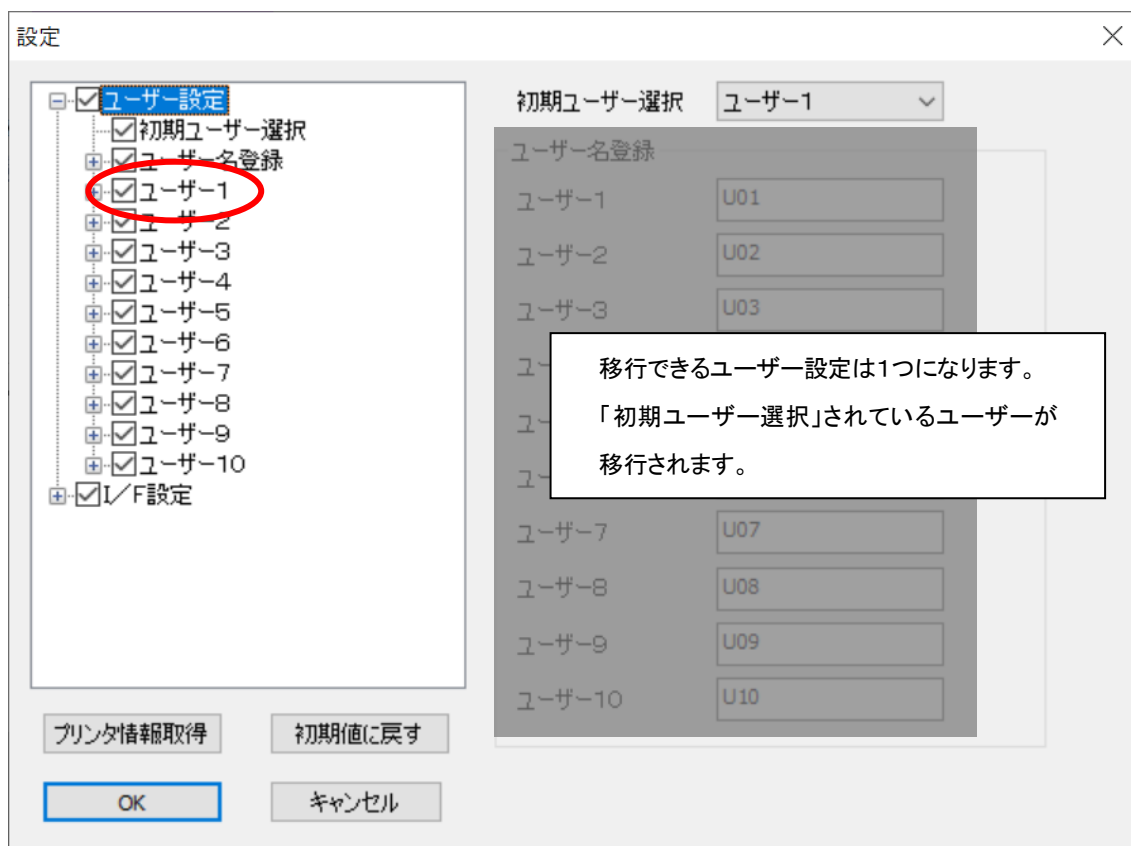 設定
ユーザー設定
初期ユーザー選択
ユーザー名登録
ユーザー1
ユーザー2
ユーザー3
ユーザー4
ユーザー5
ユーザー6
ユーザー7
ユーザー8
ユーザー9
ユーザー10
I/F設定
プリンタ情報取得
初期値に戻す
OK
キャンセル
初期ユーザー選択 ユーザー1
ユーザー名登録
ユーザー1 U01
ユーザー2 U02
ユーザー3 U03
ユー
ユー
ユー
移行できるユーザー設定は1つになります。
「初期ユーザー選択」されているユーザーが
移行されます。
ユーザー7 U07
ユーザー8 U08
ユーザー9 U09
ユーザー10 U10